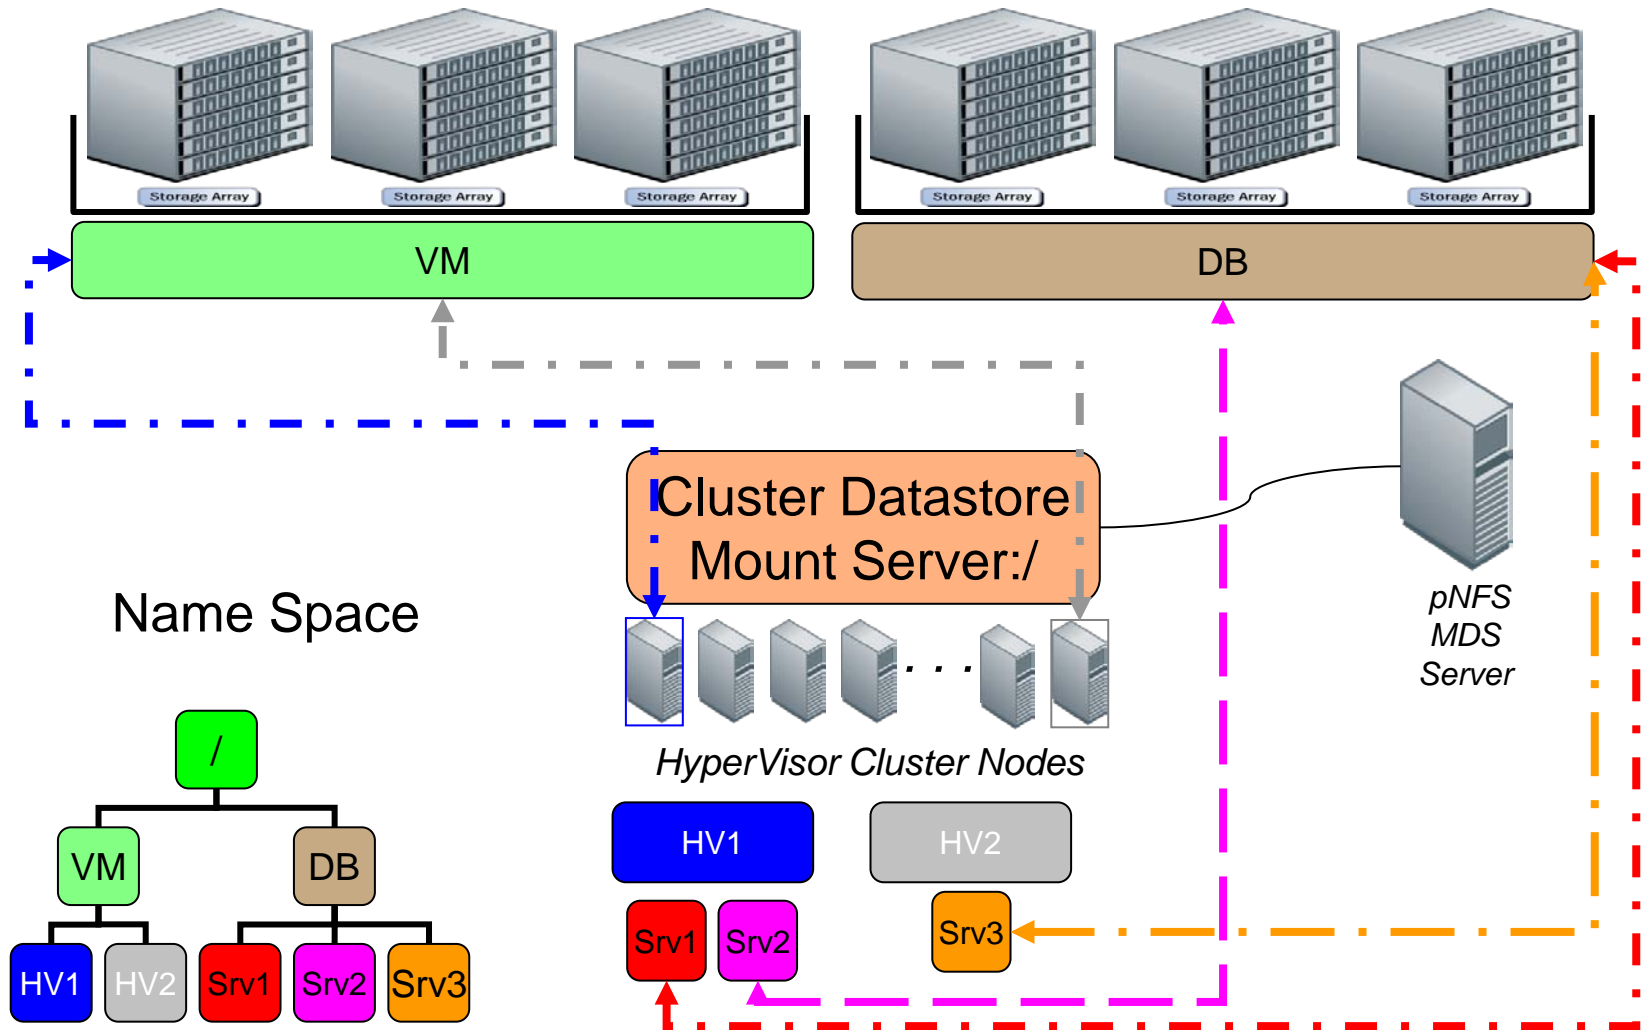 Storage Array
Storage Array
Storage Array
Storage Array
Storage Array
Storage Array
VM
DB
Cluster Datastore
Mount Server:/
pNFS
MDS
Server
Name Space
. . .
HyperVisor Cluster Nodes
/
VM
DB
HV1
HV2
Srv1
Srv2
Srv3
HV1
HV2
Srv1
Srv2
Srv3